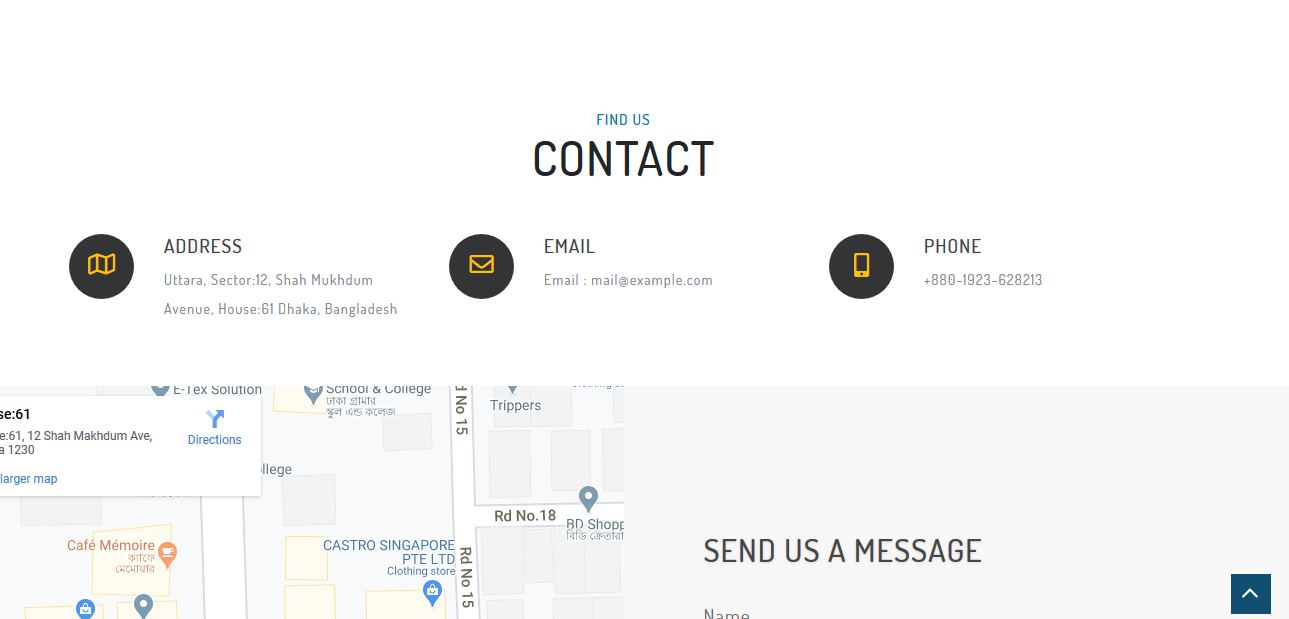 FIND US
CONTACT
ADDRESS
Uttara, Sector:12, Shah Mukhdum
Avenue, House:61 Dhaka, Bangladesh
EMAIL
Email : mail@example.com
PHONE
+880-1923-628213
E-Tex Solution
School & College
ঢাকা গ্রামার
স্কুল এন্ড কলেজ
d No 15
Trippers
se:61
e:61, 12 Shah Makhdum Ave,
a 1230
Directions
larger map
llege
Rd No.18
BD Shopp
বিডি ক্রেতারা
Café Mémoire
ক্যাফে
মেমোয়ার
CASTRO SINGAPORE
PTE LTD
Clothing store
Rd No 15
SEND US A MESSAGE
Name